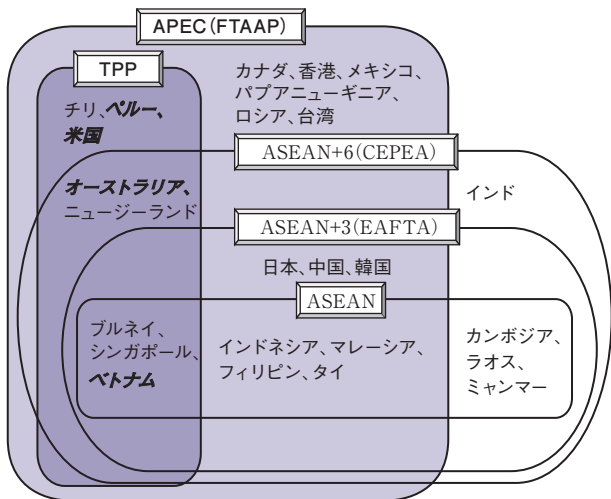 APEC(FTAAP)
TPP
カナダ、香港、メキシコ、
パプアニューギニア、
ロシア、台湾
チリ、ペルー、
米国
ASEAN+6(CEPEA)
オーストラリア、
ニュージーランド
インド
ASEAN+3(EAFTA)
日本、中国、韓国
ASEAN
ブルネイ、
シンガポール、
ベトナム
インドネシア、マレーシア、
フィリピン、タイ
カンボジア、
ラオス、
ミャンマー